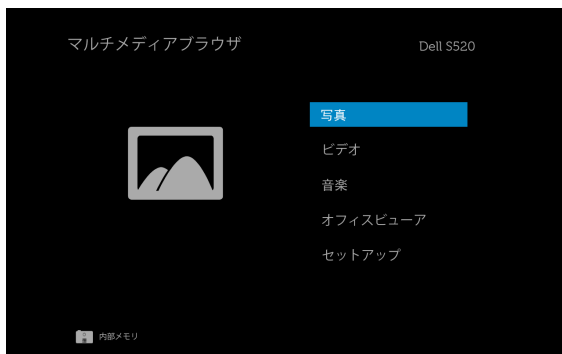 マルチメディアブラウザ
Dell S520
写真
ビデオ
音楽
オフィスビューア
セットアップ
内部メモリ